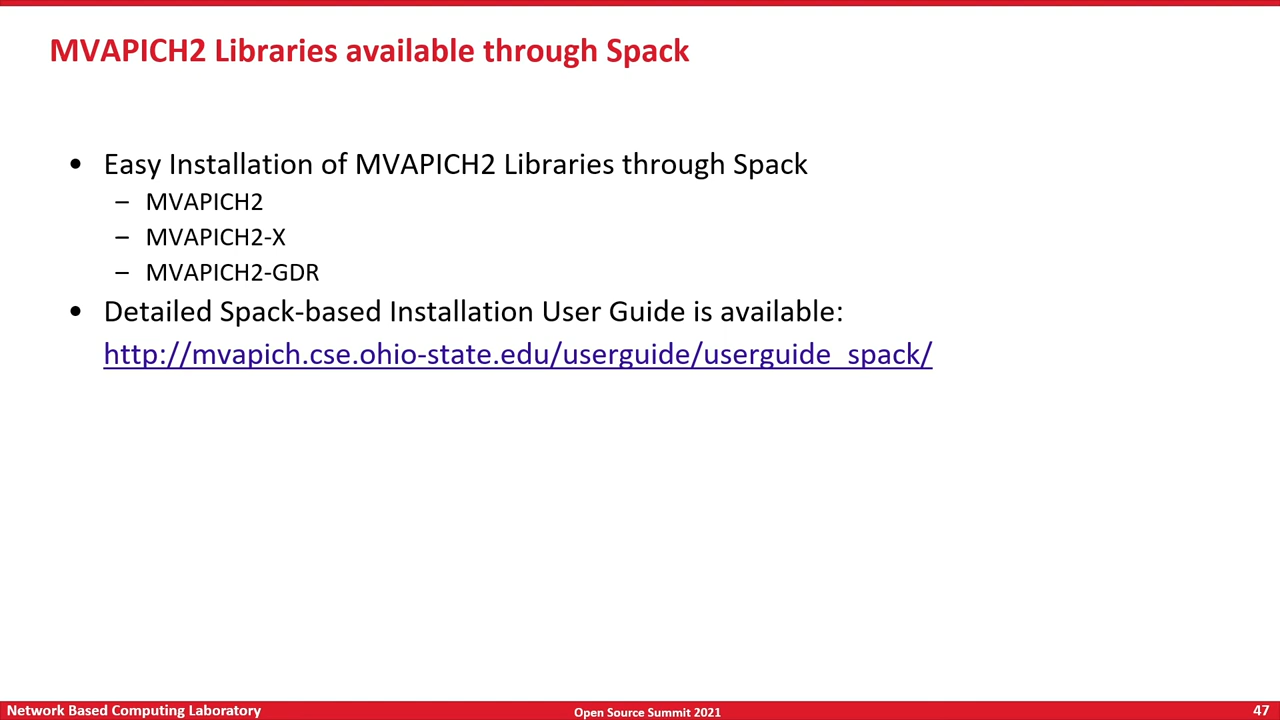 MVAPICH2 Libraries available through Spack
• Easy Installation of MVAPICH2 Libraries through Spack
– MVAPICH2
– MVAPICH2-X
– MVAPICH2-GDR
• Detailed Spack-based Installation User Guide is available:
http://mvapich.cse.ohio-state.edu/userguide/userguide_spack/
Network Based Computing Laboratory
Open Source Summit 2021
47